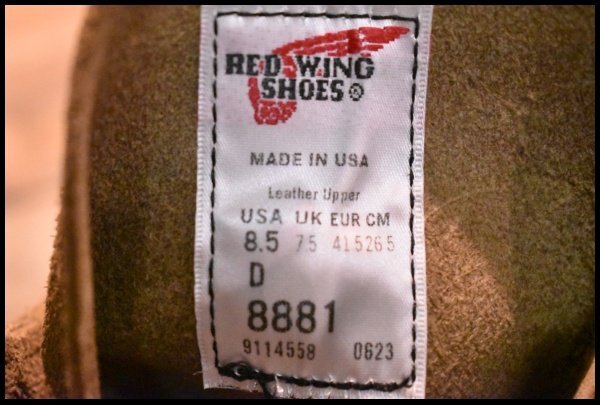 RED WING
SHOES®
MADE IN USA
Leather Upper
USA UK EUR CM
8.5 7.5 41.5 26.5
D
8881
9114558 0623